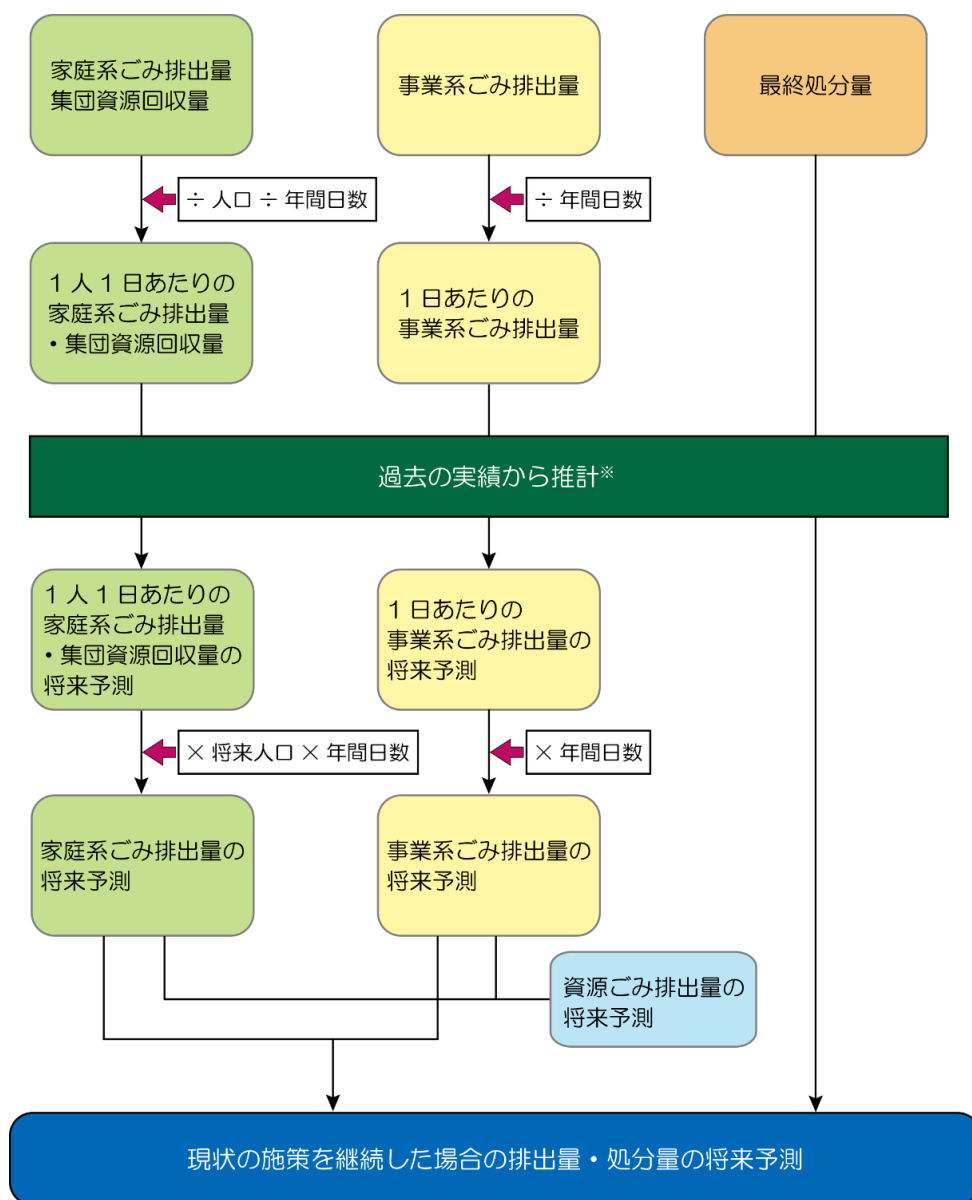 家庭系ごみ排出量
集団資源回収量
事業系ごみ排出量
最終処分量
÷ 人口 ÷ 年間日数
÷ 年間日数
1 人 1 日あたりの
家庭系ごみ排出量
・集団資源回収量
1 日あたりの
事業系ごみ排出量
過去の実績から推計※
1 人 1 日あたりの
家庭系ごみ排出量
・集団資源回収量の
将来予測
1 日あたりの
事業系ごみ排出量の
将来予測
× 将来人口 × 年間日数
× 年間日数
家庭系ごみ排出量の
将来予測
事業系ごみ排出量の
将来予測
資源ごみ排出量の
将来予測
現状の施策を継続した場合の排出量・処分量の将来予測